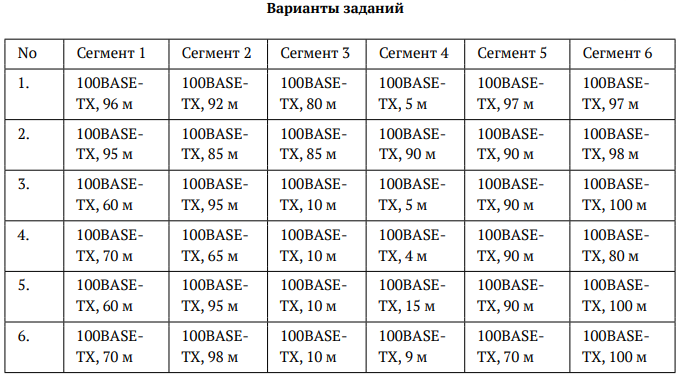 Варианты заданий
No Сегмент 1 Сегмент 2 Сегмент 3 Сегмент 4 Сегмент 5 Сегмент 6
1. 100BASE- 100BASE- 100BASE- 100BASE- 100BASE- 100BASE-
TX, 96 м TX, 92 м TX, 80 м TX, 5 м TX, 97 м TX, 97 м
2. 100BASE- 100BASE- 100BASE- 100BASE- 100BASE- 100BASE-
TX, 95 м TX, 85 м TX, 85 м TX, 90 м TX, 90 м TX, 98 м
3. 100BASE- 100BASE- 100BASE- 100BASE- 100BASE- 100BASE-
TX, 60 м TX, 95 м TX, 10 м TX, 5 м TX, 90 м TX, 100 м
4. 100BASE- 100BASE- 100BASE- 100BASE- 100BASE- 100BASE-
TX, 70 м TX, 65 м TX, 10 м TX, 4 м TX, 90 м TX, 80 м
5. 100BASE- 100BASE- 100BASE- 100BASE- 100BASE- 100BASE-
TX, 60 м TX, 95 м TX, 10 м TX, 15 м TX, 90 м TX, 100 м
6. 100BASE- 100BASE- 100BASE- 100BASE- 100BASE- 100BASE-
TX, 70 м TX, 98 м TX, 10 м TX, 9 м TX, 70 м TX, 100 м